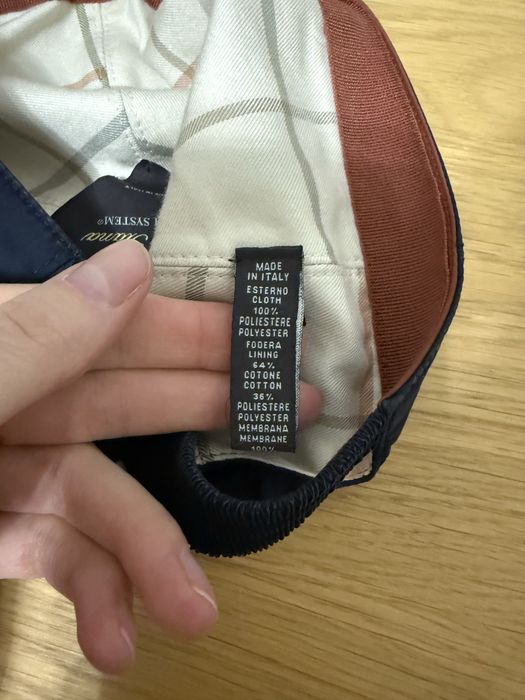 SYSTEM®
MADE
IN ITALY
ESTERNO
CLOTH
100%
POLIESTERE
POLYESTER
FODERA
LINING
64%
COTONE
COTTON
36%
POLIESTERE
POLYESTER
MEMBRANA
MEMBRANE
100%